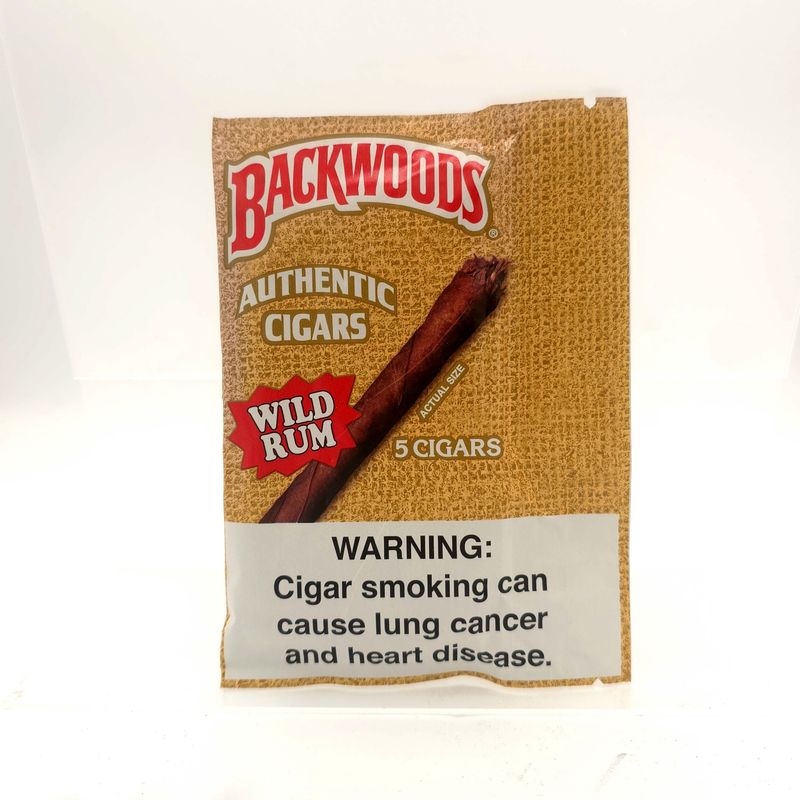 BACKWOODS®
AUTHENTIC
CIGARS
WILD
RUM
ACTUAL SIZE
5 CIGARS
WARNING:
Cigar smoking can
cause lung cancer
and heart disease.